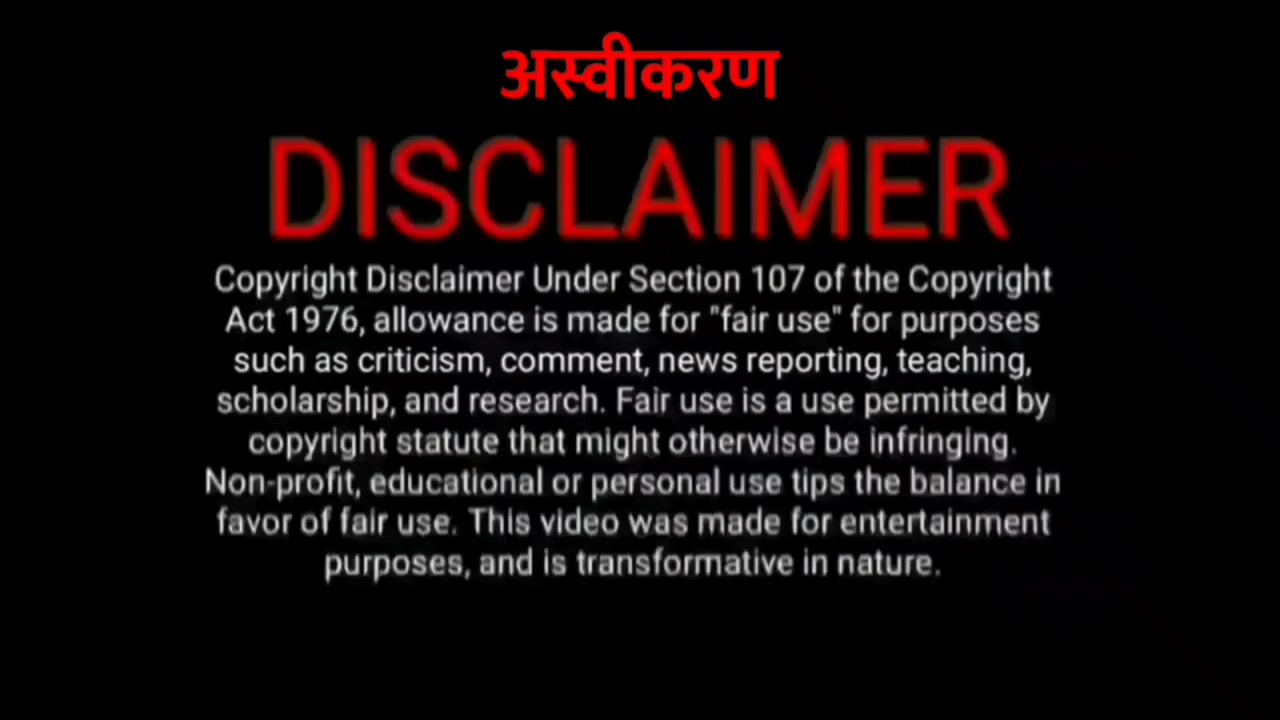 अस्वीकरण
DISCLAIMER
Copyright Disclaimer Under Section 107 of the Copyright
Act 1976, allowance is made for "fair use" for purposes
such as criticism, comment, news reporting, teaching,
scholarship, and research. Fair use is a use permitted by
copyright statute that might otherwise be infringing.
Non-profit, educational or personal use tips the balance in
favor of fair use. This video was made for entertainment
purposes, and is transformative in nature.